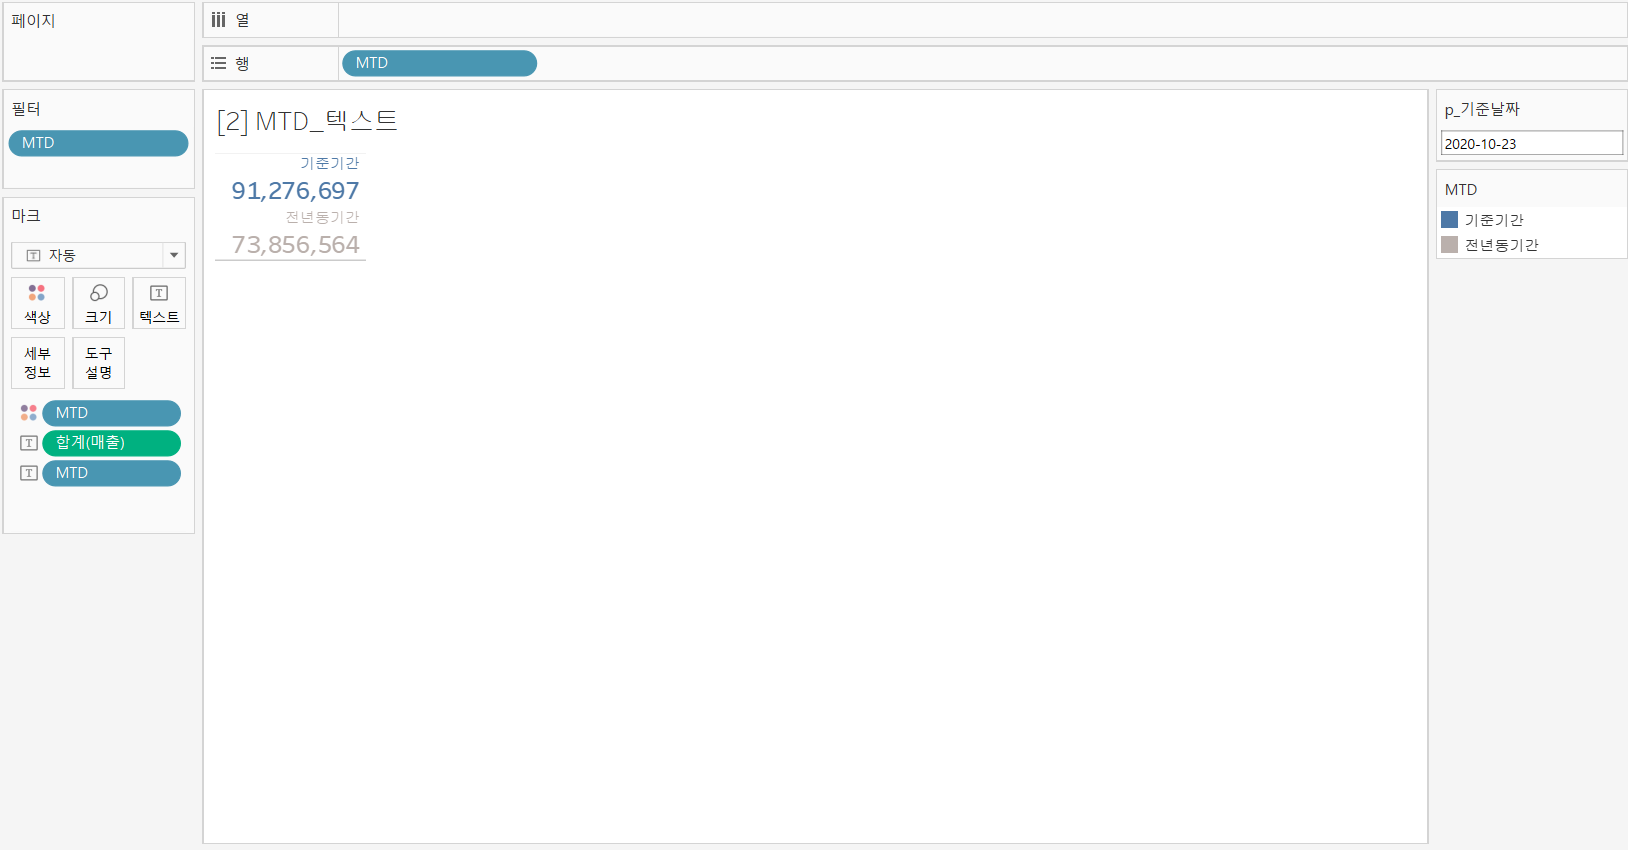 페이지
열
행
MTD
필터
MTD
마크
자동
색상
크기
텍스트
세부
정보
도구
설명
MTD
합계(매출)
MTD
[2] MTD_텍스트
기준기간
91,276,697
전년동기간
73,856,564
p_기준날짜
2020-10-23
MTD
기준기간
전년동기간